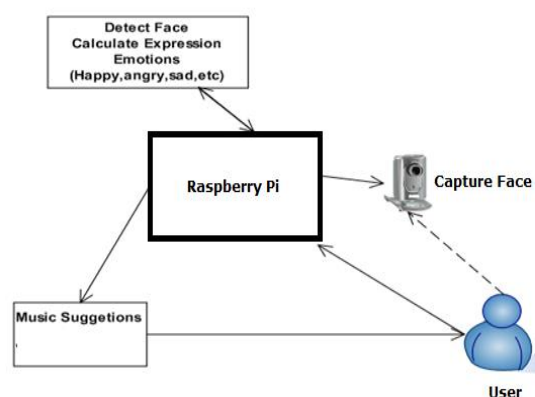 Detect Face
Calculate Expression
Emotions
(Happy,angry,sad,etc)
Raspberry Pi
Capture Face
Music Suggetions
User